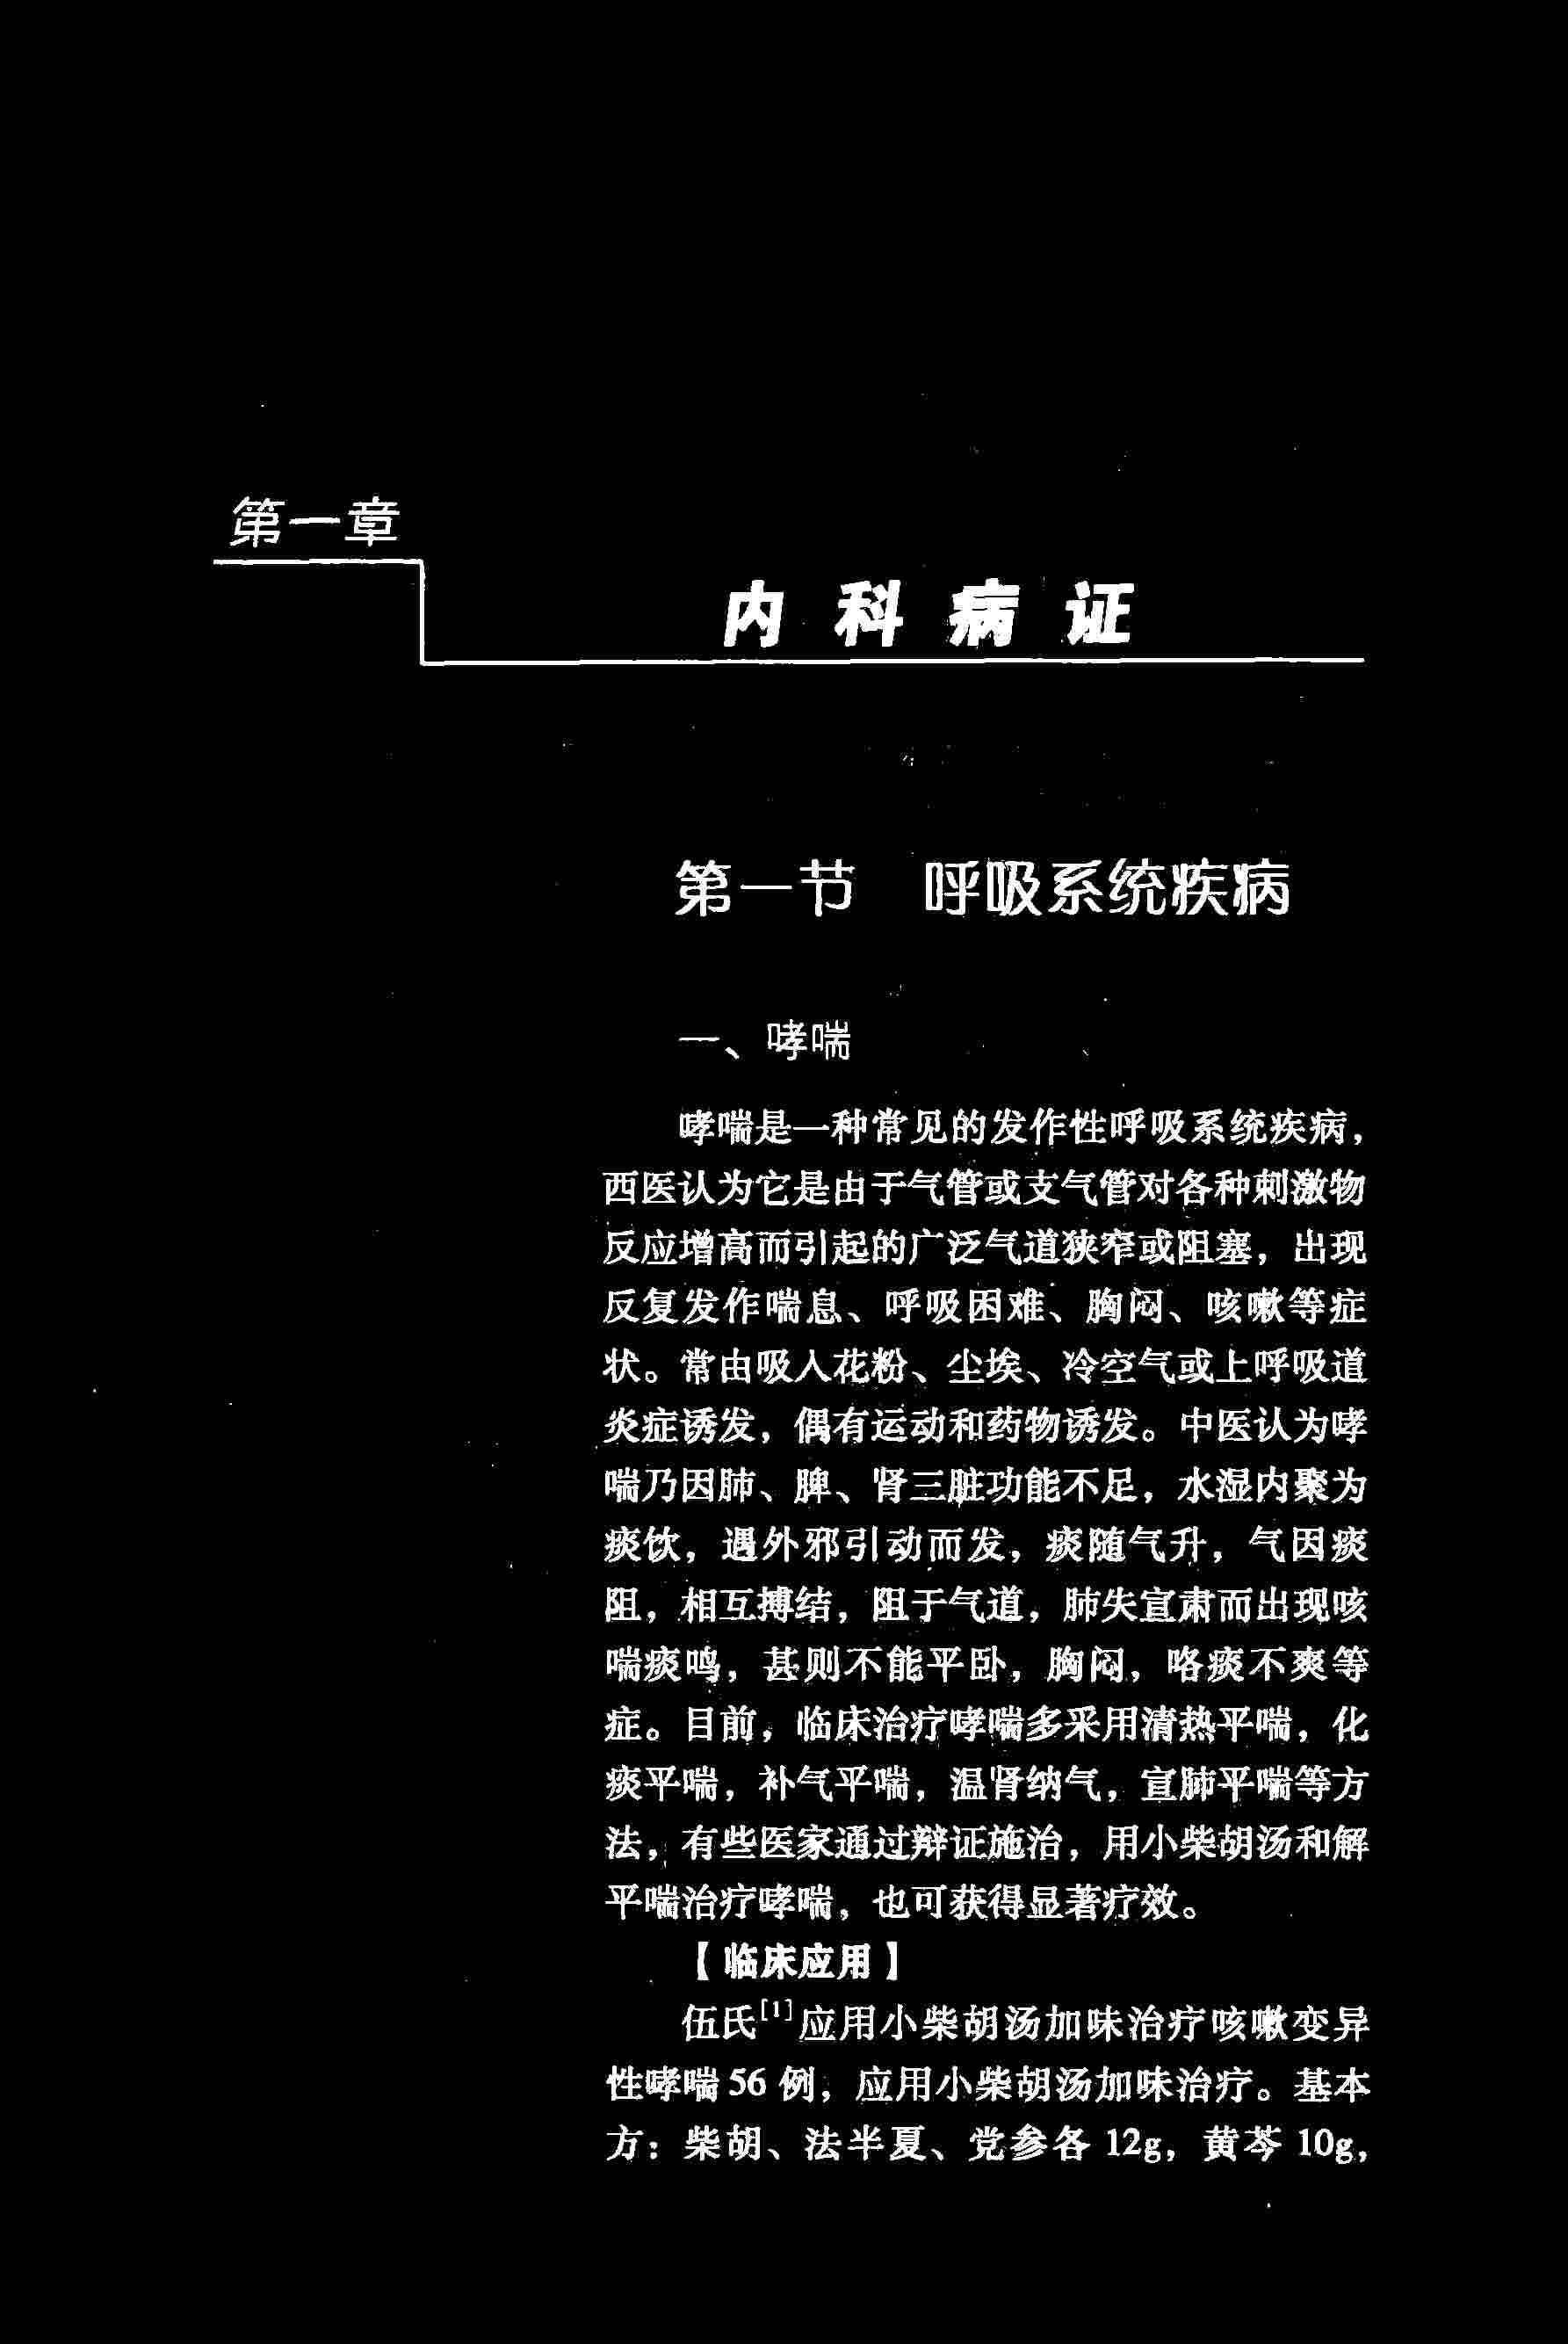 第一章
内科病证
第一节 呼吸系统疾病
一、哮喘
哮喘是一种常见的发作性呼吸系统疾病，
西医认为它是由于气管或支气管对各种刺激物
反应增高而引起的广泛气道狭窄或阻塞，出现
反复发作喘息、呼吸困难、胸闷、咳嗽等症
状。常由吸入花粉、尘埃、冷空气或上呼吸道
炎症诱发，偶有运动和药物诱发。中医认为哮
喘乃因肺、脾、肾三脏功能不足，水湿内聚为
痰饮，遇外邪引动而发，痰随气升，气因痰
阻，相互搏结，阻于气道，肺失宣肃而出现咳
喘痰鸣，甚则不能平卧，胸闷，咯痰不爽等
症。目前，临床治疗哮喘多采用清热平喘，化
痰平喘，补气平喘，温肾纳气，宣肺平喘等方
法，有些医家通过辩证施治，用小柴胡汤和解
平喘治疗哮喘，也可获得显著疗效。
【临床应用】
伍氏[1]应用小柴胡汤加味治疗咳嗽变异
性哮喘56例，应用小柴胡汤加味治疗。基本
方：柴胡、法半夏、党参各12g，黄芩10g，